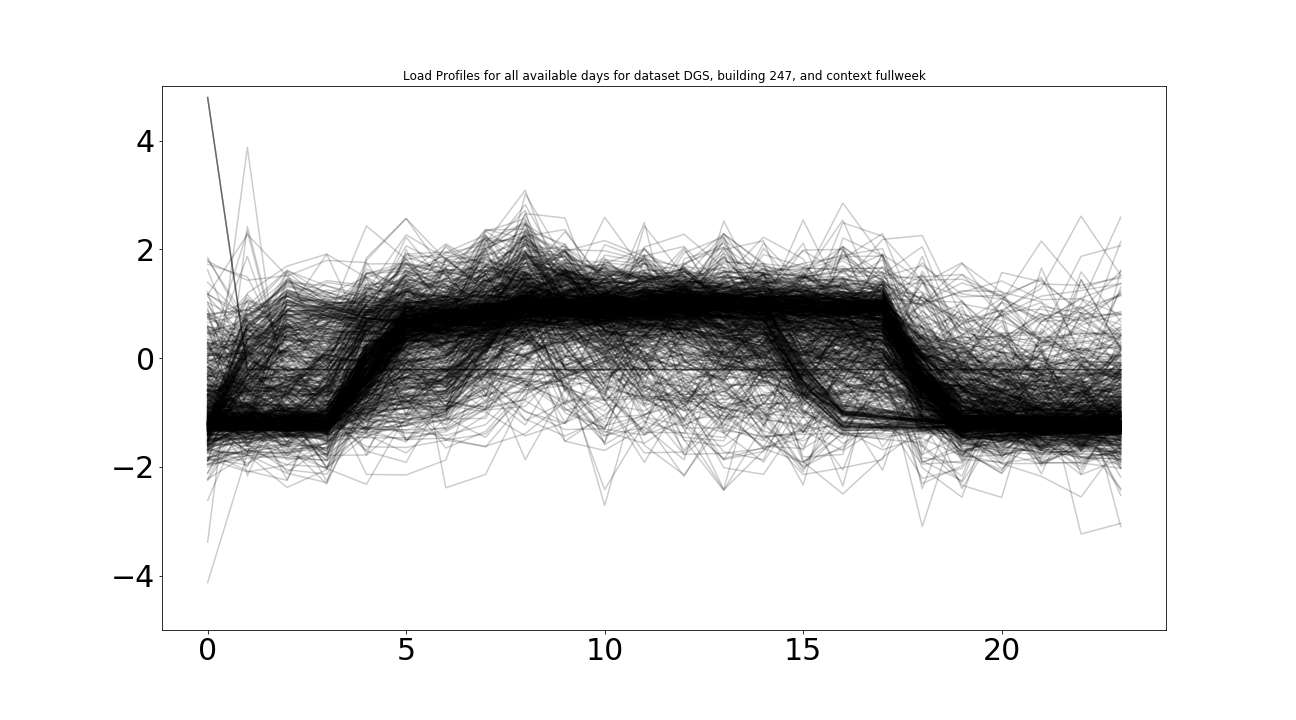 Load Profiles for all available days for dataset DGS, building 247, and context fullweek
4
2
0
−2
−4
0 5 10 15 20